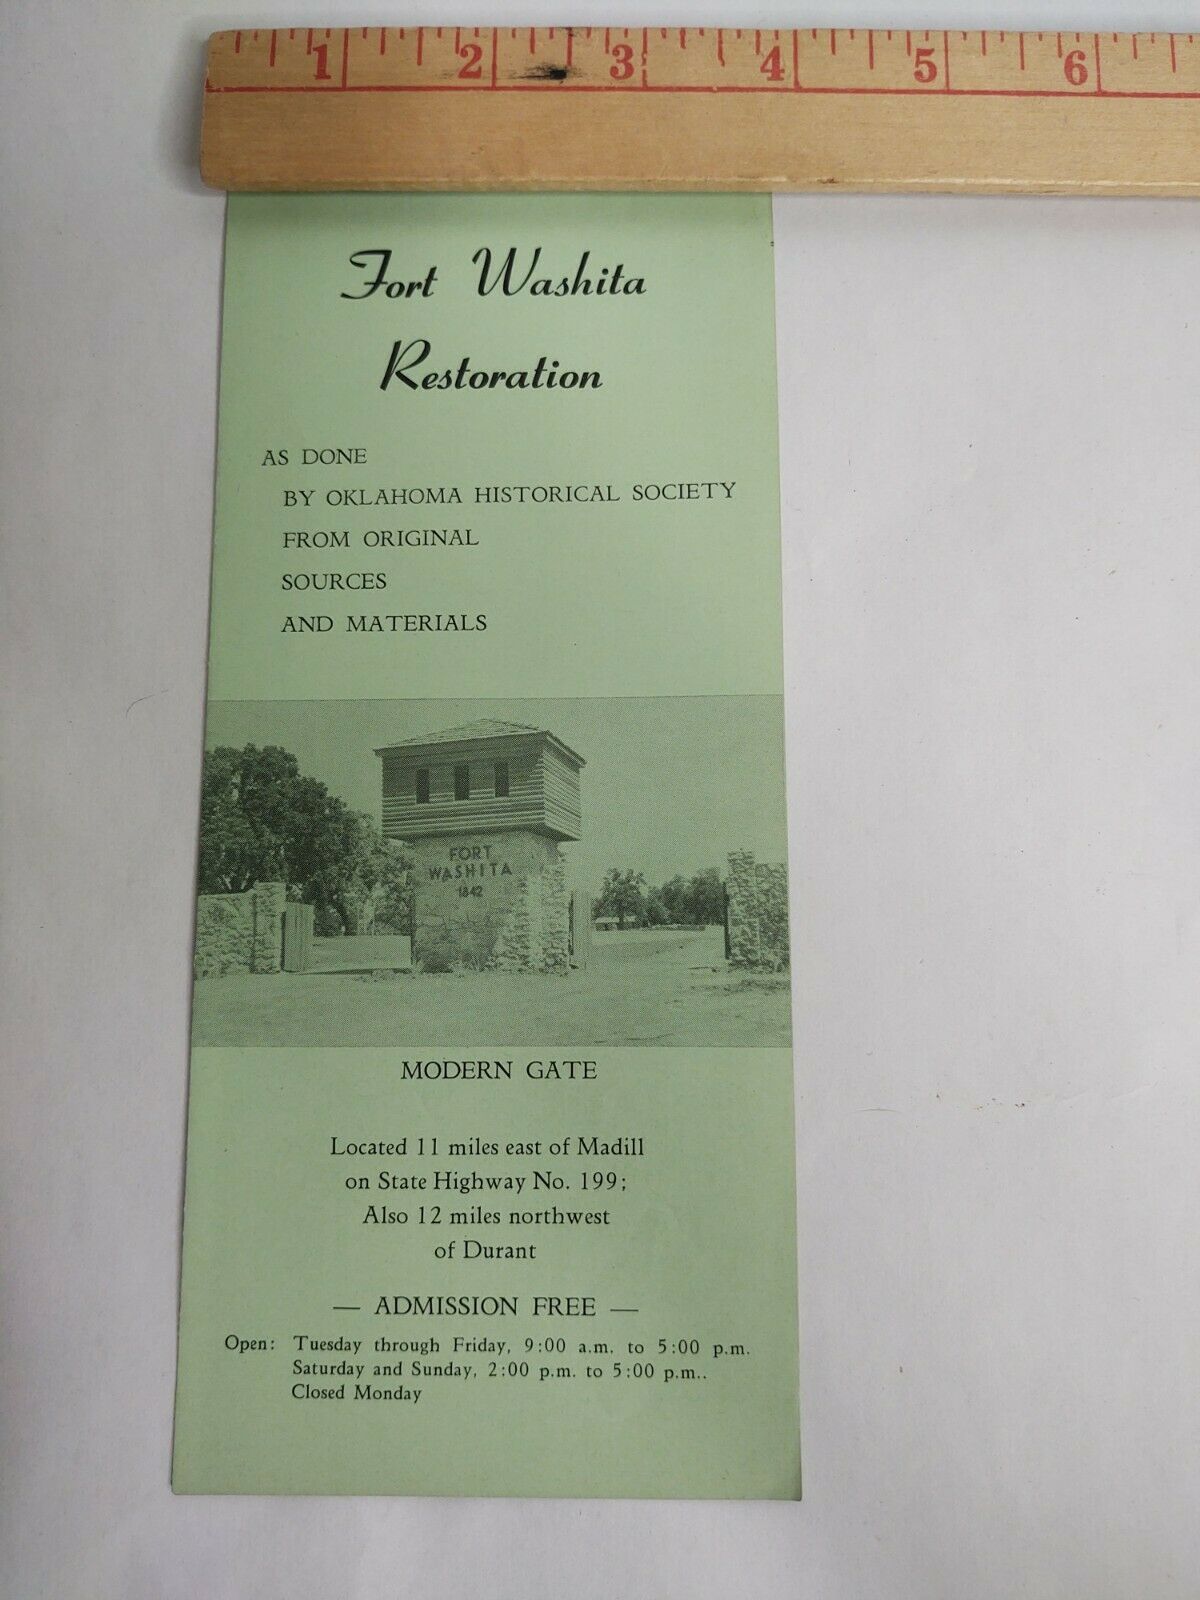 1 2 3 4 5 6
Fort Washita
Restoration
AS DONE
BY OKLAHOMA HISTORICAL SOCIETY
FROM ORIGINAL
SOURCES
AND MATERIALS
FORT
WASHITA
1842
MODERN GATE
Located 11 miles east of Madill
on State Highway No. 199;
Also 12 miles northwest
of Durant
— ADMISSION FREE —
Open: Tuesday through Friday, 9:00 a.m. to 5:00 p.m.
Saturday and Sunday, 2:00 p.m. to 5:00 p.m..
Closed Monday